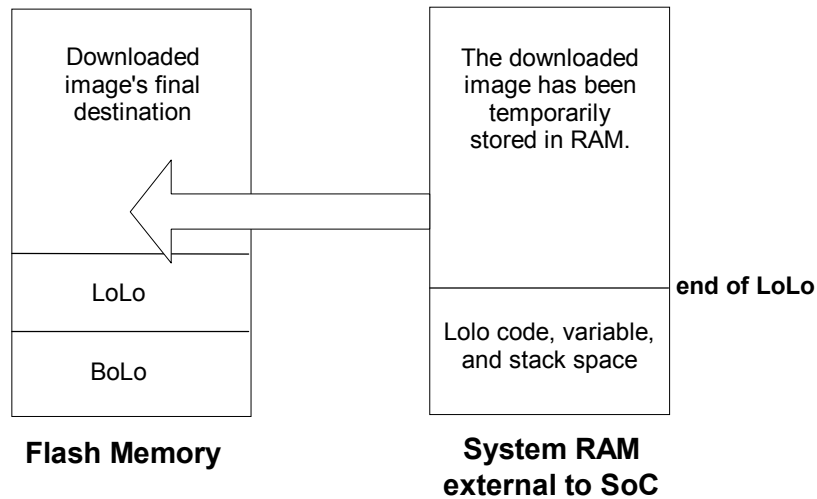 Downloaded
image's final
destination
LoLo
BoLo
Flash Memory
The downloaded
image has been
temporarily
stored in RAM.
end of LoLo
Lolo code, variable,
and stack space
System RAM
external to SoC